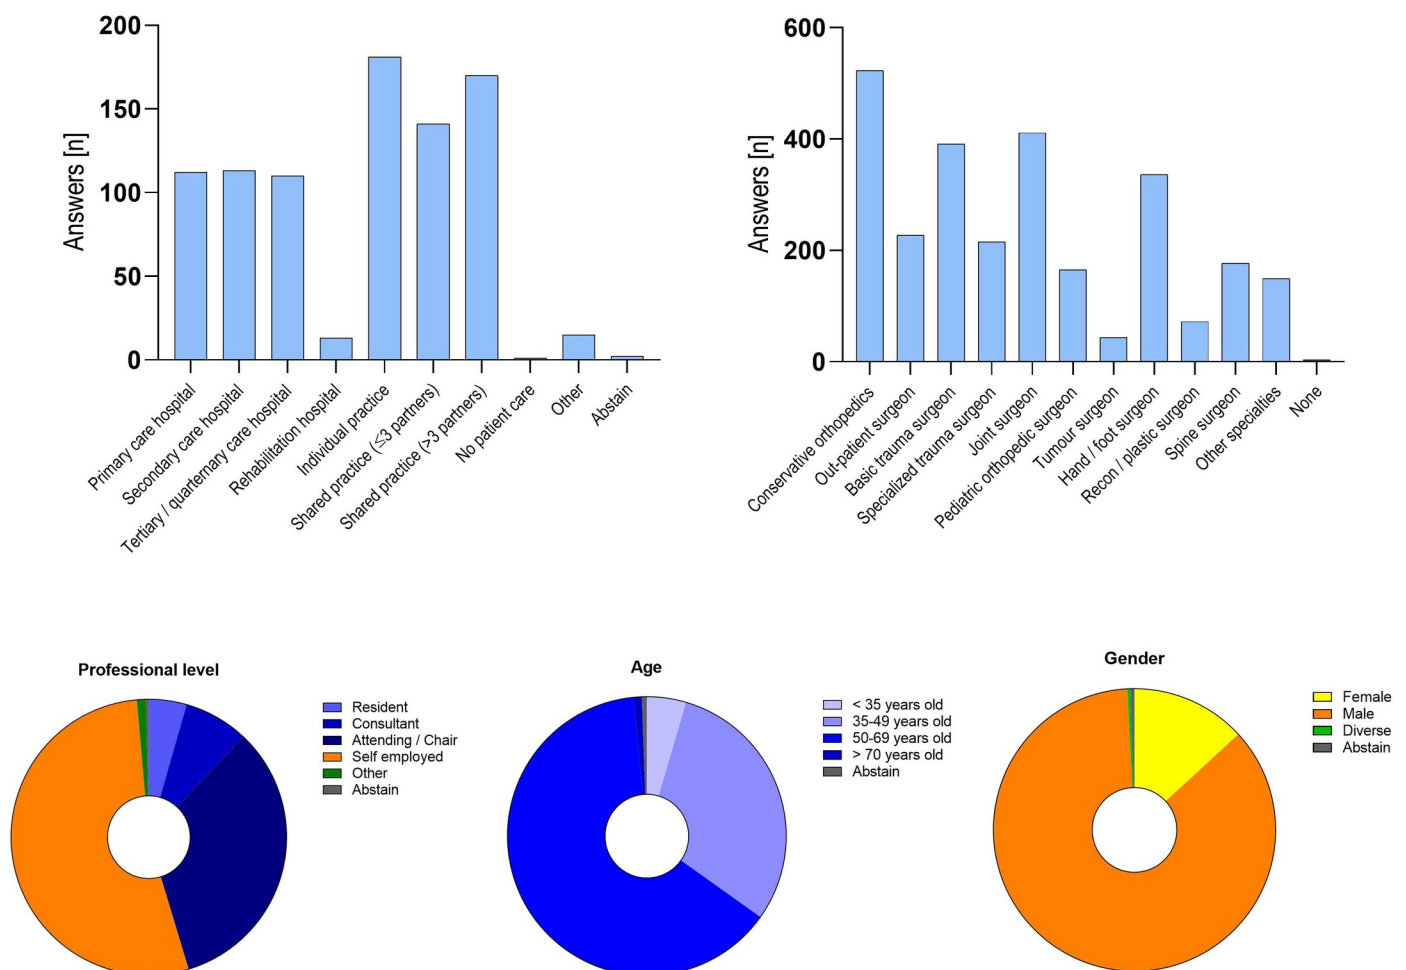 200
150
100
50
0
Answers [n]
Primary care hospital
Secondary care hospital
Tertiary / quarternary care hospital
Rehabilitation hospital
Individual practice
Shared practice (≤3 partners)
Shared practice (>3 partners)
No patient care
Other
Abstain
600
400
200
0
Answers [n]
Conservative orthopedics
Out-patient surgeon
Basic trauma surgeon
Specialized trauma surgeon
Joint surgeon
Pediatric orthopedic surgeon
Tumour surgeon
Hand / foot surgeon
Recon / plastic surgeon
Spine surgeon
Other specialties
None
Professional level
Resident
Consultant
Attending / Chair
Self employed
Other
Abstain
Age
< 35 years old
35-49 years old
50-69 years old
> 70 years old
Abstain
Gender
Female
Male
Diverse
Abstain